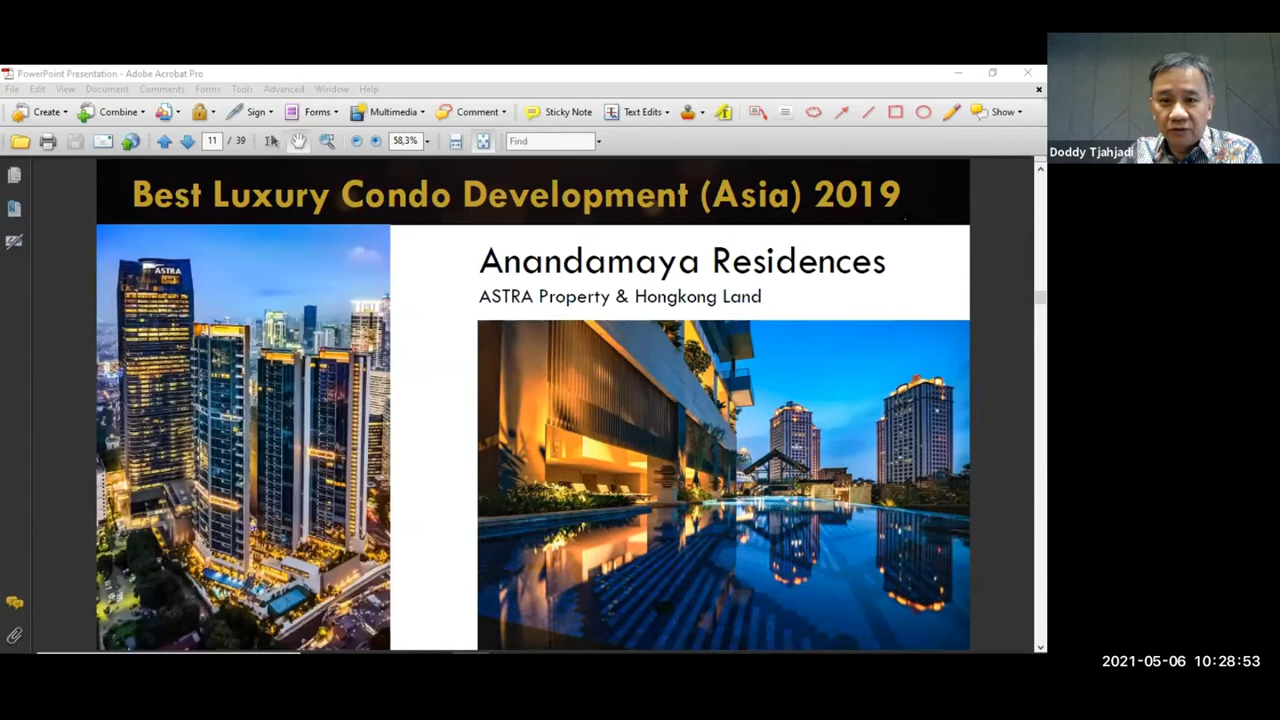 PowerPoint Presentation - Adobe Acrobat Pro
File Edit View Document Comments Forms Tools Advanced Window Help
Create Combine Sign Forms Multimedia Comment Sticky Note Text Edits Show
11 / 39 58,3% Find
Doddy Tjahjadi
Best Luxury Condo Development (Asia) 2019
ASTRA
Anandamaya Residences
ASTRA Property & Hongkong Land
2021-05-06 10:28:53